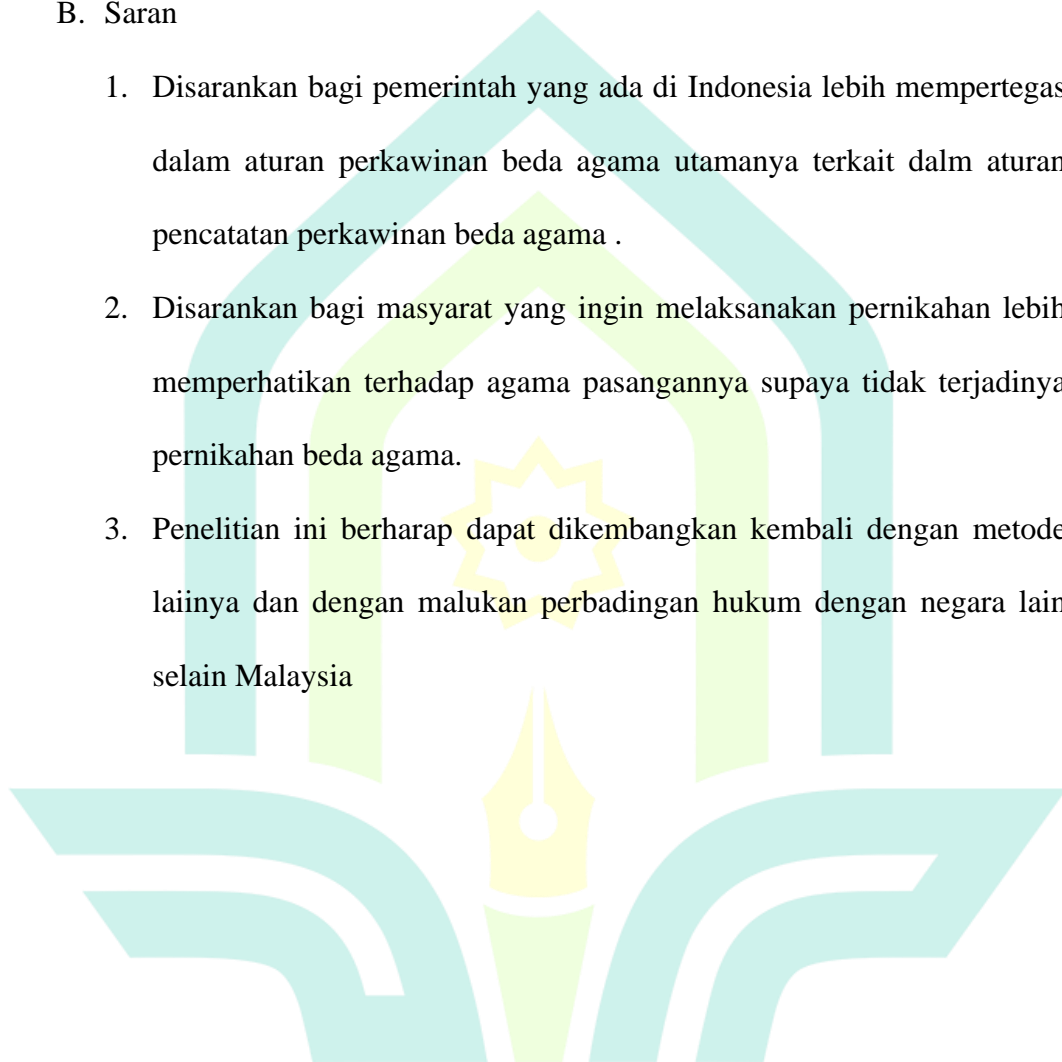 B. Saran
1. Disarankan bagi pemerintah yang ada di Indonesia lebih mempertegas
dalam aturan perkawinan beda agama utamanya terkait dalm aturan
pencatatan perkawinan beda agama .
2. Disarankan bagi masyarat yang ingin melaksanakan pernikahan lebih
memperhatikan terhadap agama pasangannya supaya tidak terjadinya
pernikahan beda agama.
3. Penelitian ini berharap dapat dikembangkan kembali dengan metode
laiinya dan dengan malukan perbadingan hukum dengan negara lain
selain Malaysia